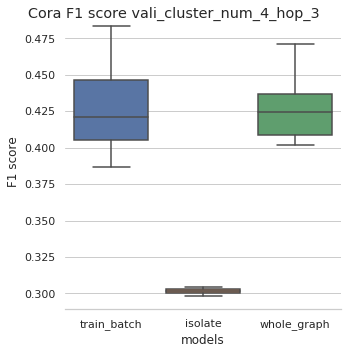 Cora F1 score vali_cluster_num_4_hop_3
0.475
0.450
0.425
0.400
0.375
0.350
0.325
0.300
F1 score
train_batch isolate whole_graph
models